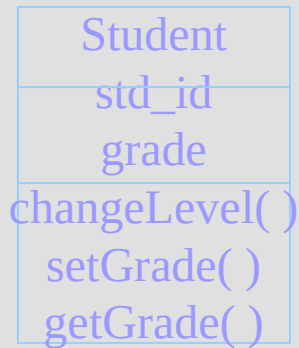 Student
std_id
grade
changeLevel( )
setGrade( )
getGrade( )